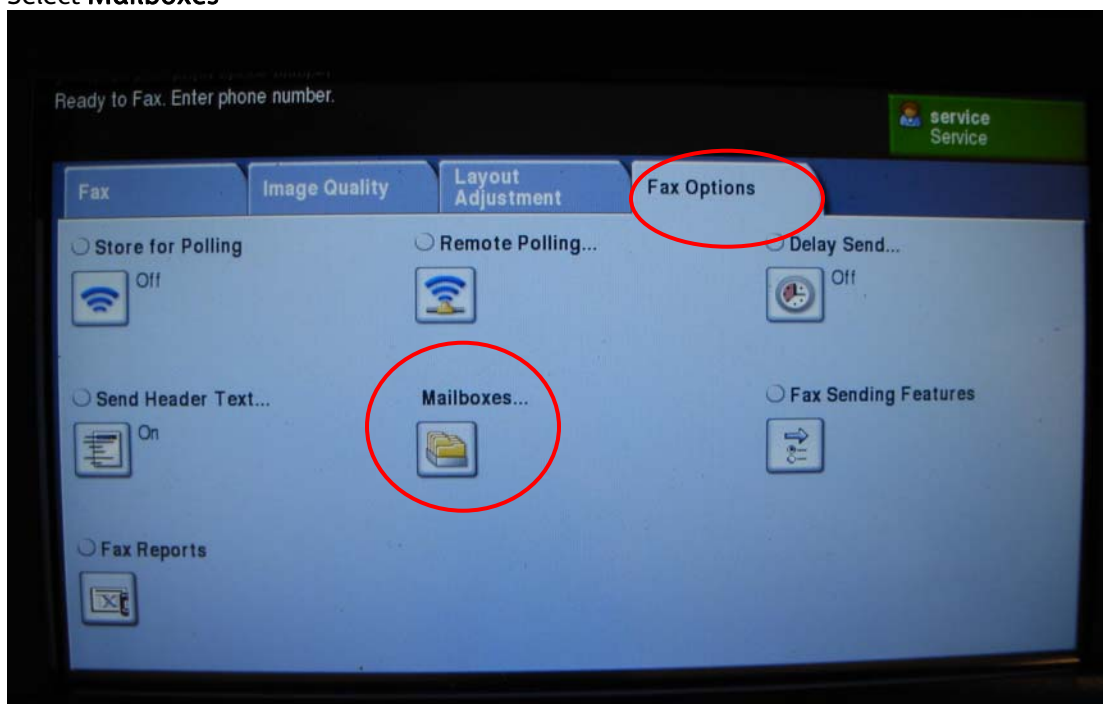 Select Mailboxes
Ready to Fax. Enter phone number.
service
Service
Fax
Image Quality
Layout
Adjustment
Fax Options
Store for Polling
Off
Remote Polling...
Delay Send...
Off
Send Header Text...
On
Mailboxes...
Fax Sending Features
Fax Reports